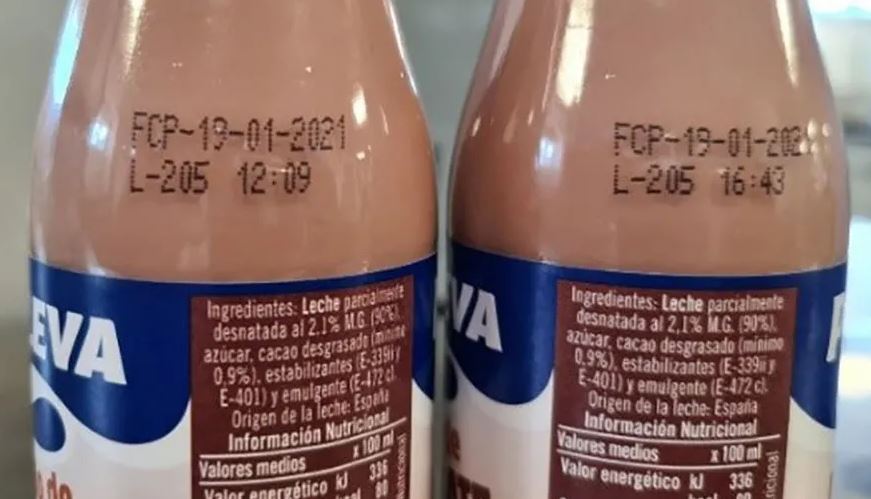 FCP-19-01-2021
L-205 12:09
EVA
Ingredientes: Leche parcialmente
desnatada al 2,1% M.G. (90%),
azúcar, cacao desgrasado (mínimo
0,9%), estabilizantes (E-339ii y
E-401) y emulgente (E-472 c).
Origen de la leche: España
Información Nutricional
Valores medios x 100 ml
Valor energético kJ 336
80
de
FCP-19-01-202
L-205 16:43
VA
Ingredientes: Leche parcialmente
desnatada al 2,1% M.G. (90%),
azúcar, cacao desgrasado (mínimo
0,9%), estabilizantes (E-339ii y
E-401) y emulgente (E-472 c).
Origen de la leche: España
Información Nutricional
Valores medios x 100 ml
Valor energético kJ 336